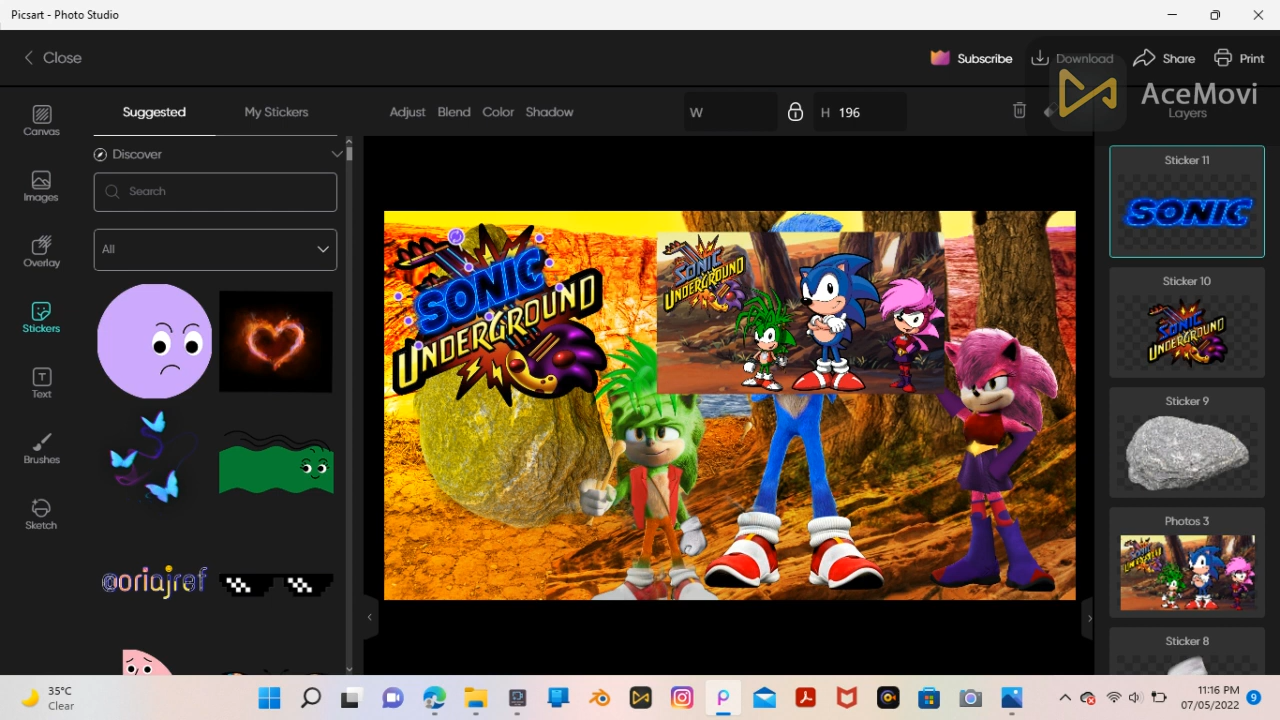 Picsart - Photo Studio
Close
Subscribe
Download
Share
Print
AceMovi
Suggested
My Stickers
Adjust
Blend
Color
Shadow
W
H 196
Layers
Canvas
Images
Overlay
Stickers
Text
Brushes
Sketch
Discover
Search
All
SONIC
UNDERGROUND
SONIC
UNDERGROUND
Sticker 11
SONIC
Sticker 10
SONIC
UNDERGROUND
Sticker 9
Photos 3
Sticker 8
35°C
Clear
11:16 PM
07/05/2022
9